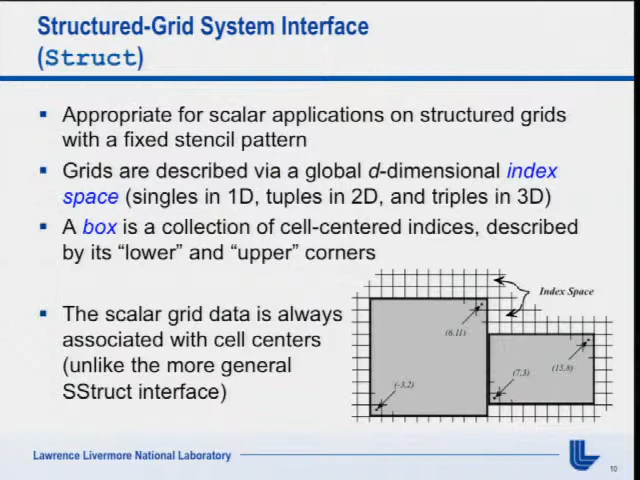 Structured-Grid System Interface
(Struct)
Appropriate for scalar applications on structured grids
with a fixed stencil pattern
Grids are described via a global d-dimensional index
space (singles in 1D, tuples in 2D, and triples in 3D)
A box is a collection of cell-centered indices, described
by its “lower” and “upper” corners
Index Space
The scalar grid data is always
associated with cell centers
(unlike the more general
SStruct interface)
(6,11)
(15,8)
(7,3)
(-3,2)
Lawrence Livermore National Laboratory
10